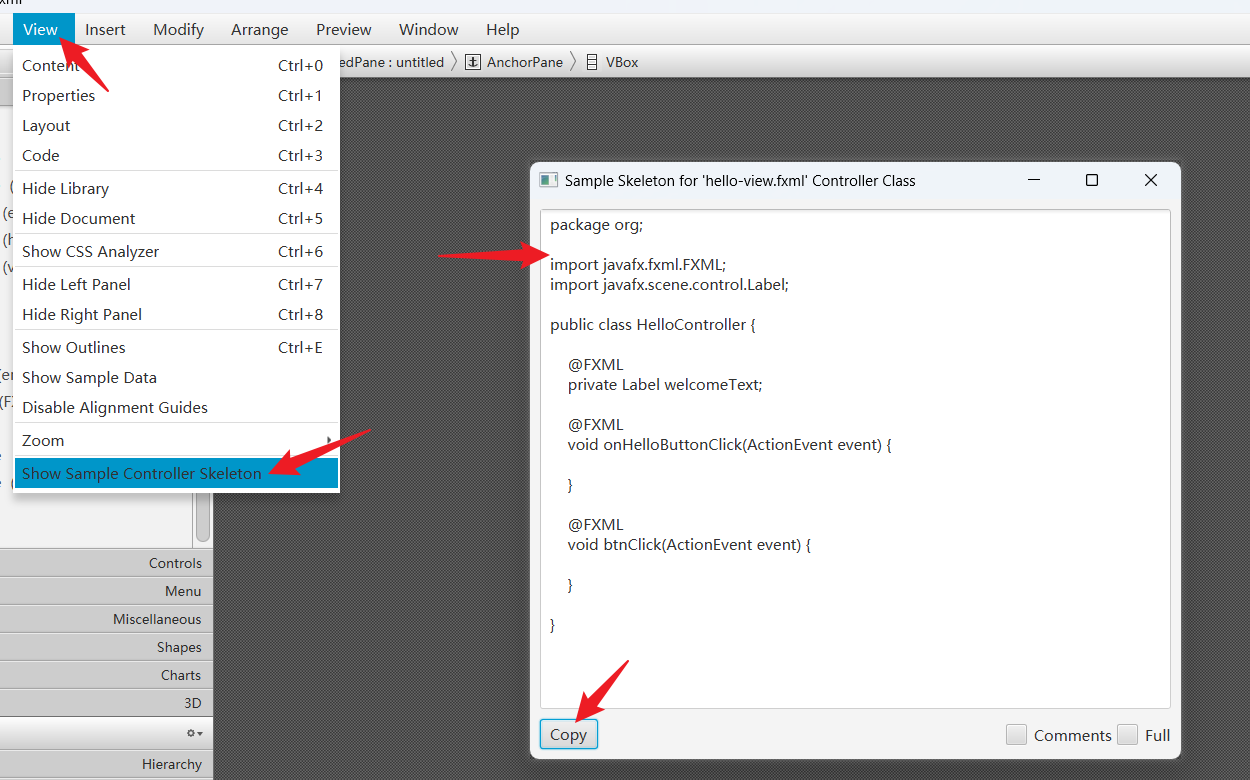 View Insert Modify Arrange Preview Window Help
Content Ctrl+0
Properties Ctrl+1
Layout Ctrl+2
Code Ctrl+3
Hide Library Ctrl+4
Hide Document Ctrl+5
Show CSS Analyzer Ctrl+6
Hide Left Panel Ctrl+7
Hide Right Panel Ctrl+8
Show Outlines Ctrl+E
Show Sample Data
Disable Alignment Guides
Zoom
Show Sample Controller Skeleton
Controls
Menu
Miscellaneous
Shapes
Charts
3D
Hierarchy
: untitled AnchorPane VBox
Sample Skeleton for 'hello-view.fxml' Controller Class
package org;
import javafx.fxml.FXML;
import javafx.scene.control.Label;
public class HelloController {
@FXML
private Label welcomeText;
@FXML
void onHelloButtonClick(ActionEvent event) {
}
@FXML
void btnClick(ActionEvent event) {
}
}
Copy Comments Full